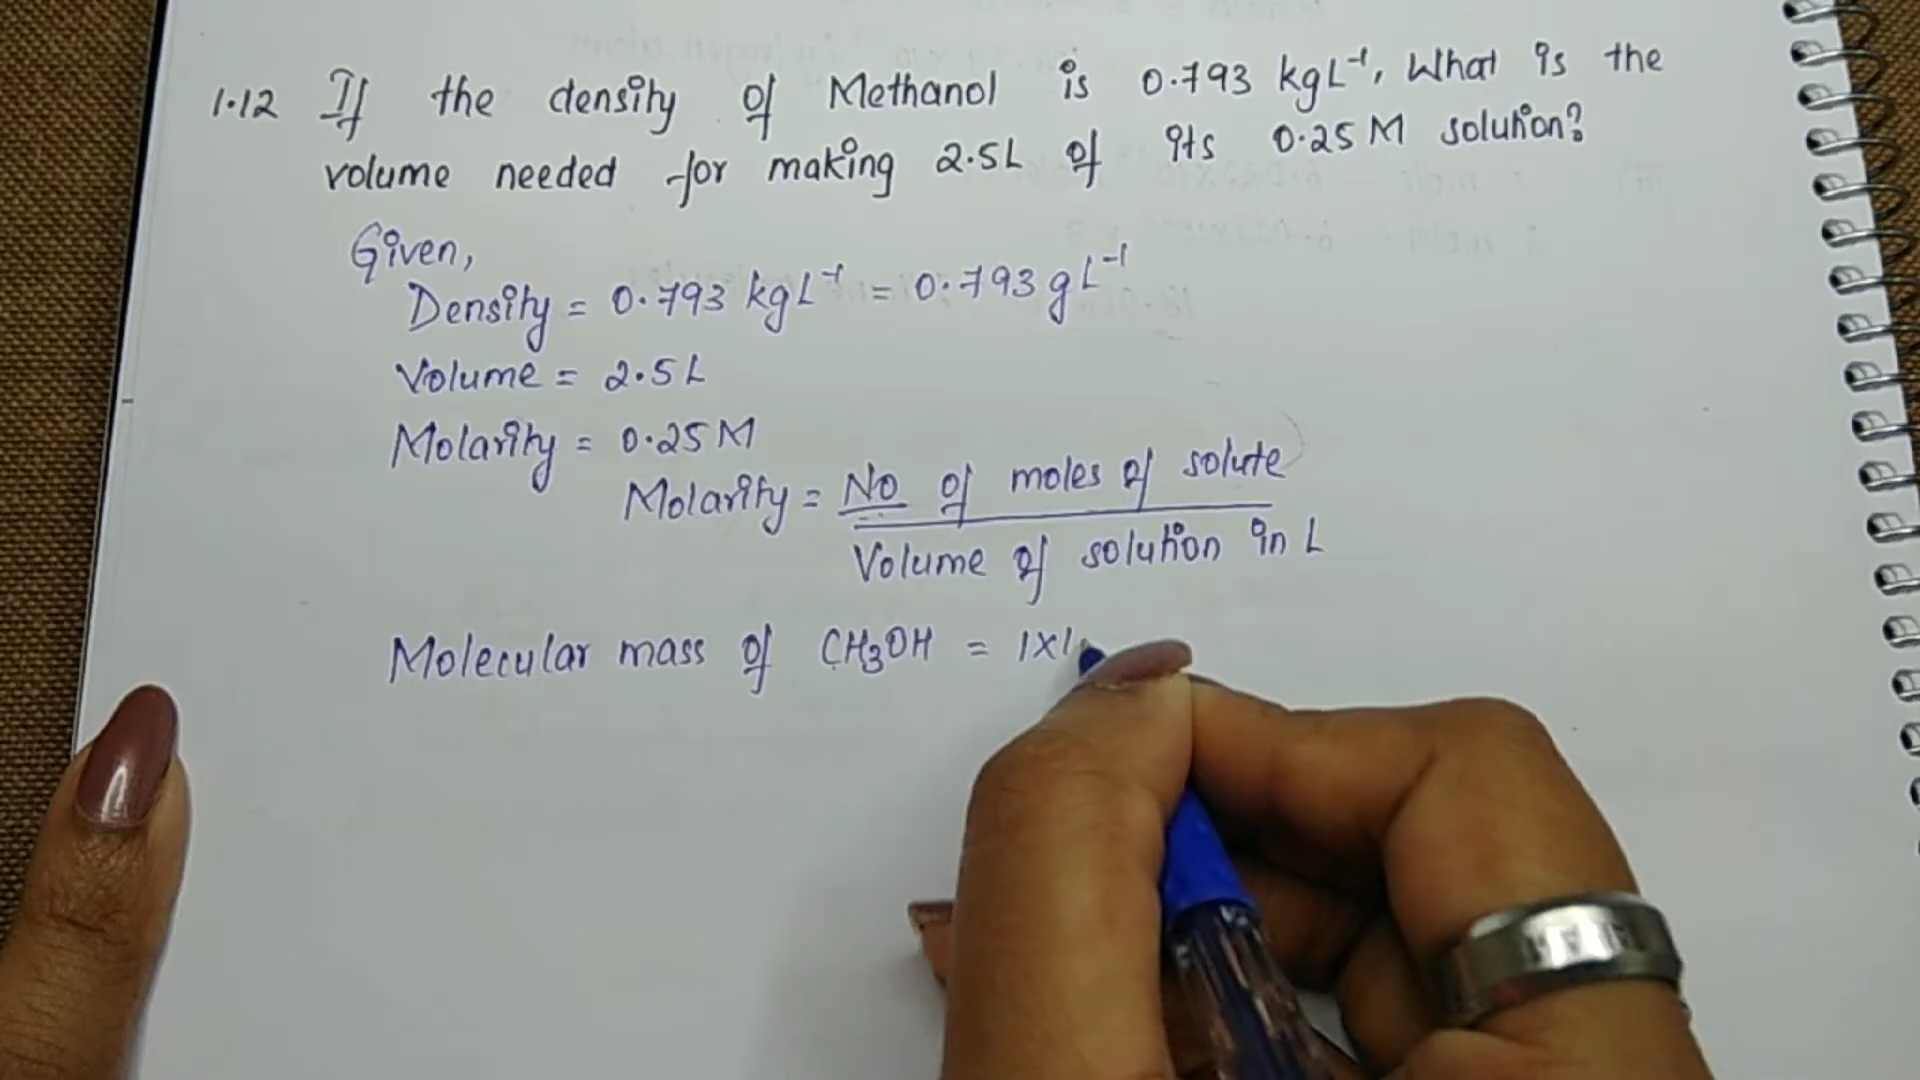 1.12 If the density of Methanol is 0.793 kgL⁻¹, What is the
volume needed for making 2.5L of its 0.25M solution?
Given,
Density = 0.793 kgL⁻¹ = 0.793 gL⁻¹
Volume = 2.5L
Molarity = 0.25M
Molarity = No of moles of solute
Volume of solution in L
Molecular mass of CH₃OH = 1×1